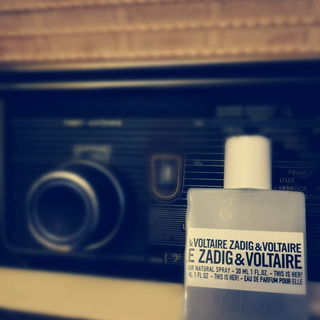 FRANCE
LILLE
& VOLTAIRE ZADIG & VOLTAIRE
E ZADIG & VOLTAIRE
UR NATURAL SPRAY – 30 ML 1 FL.OZ. – THIS IS HER!
ML 1 FL OZ – THIS IS HER! – EAU DE PARFUM POUR ELLE